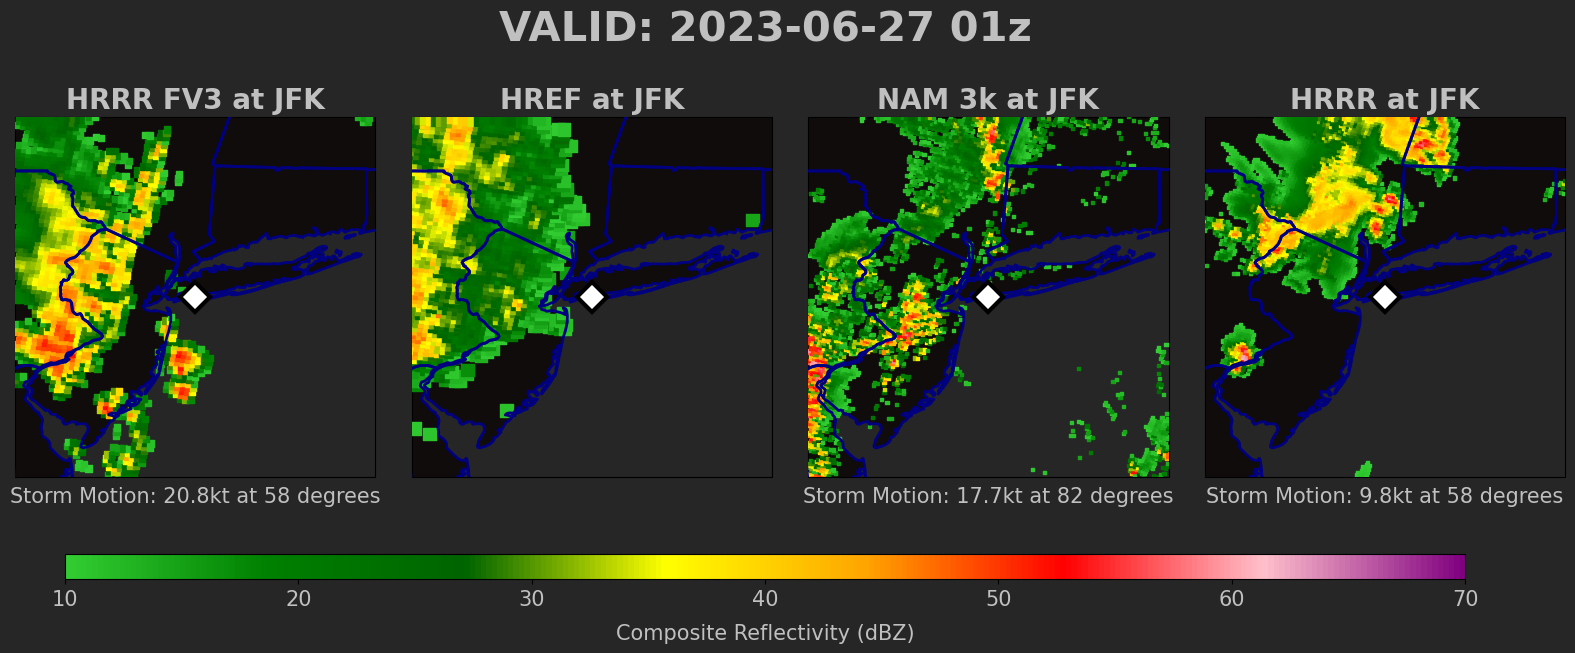 VALID: 2023-06-27 01z
HRRR FV3 at JFK
HREF at JFK
NAM 3k at JFK
HRRR at JFK
Storm Motion: 20.8kt at 58 degrees
Storm Motion: 17.7kt at 82 degrees
Storm Motion: 9.8kt at 58 degrees
10 20 30 40 50 60 70
Composite Reflectivity (dBZ)